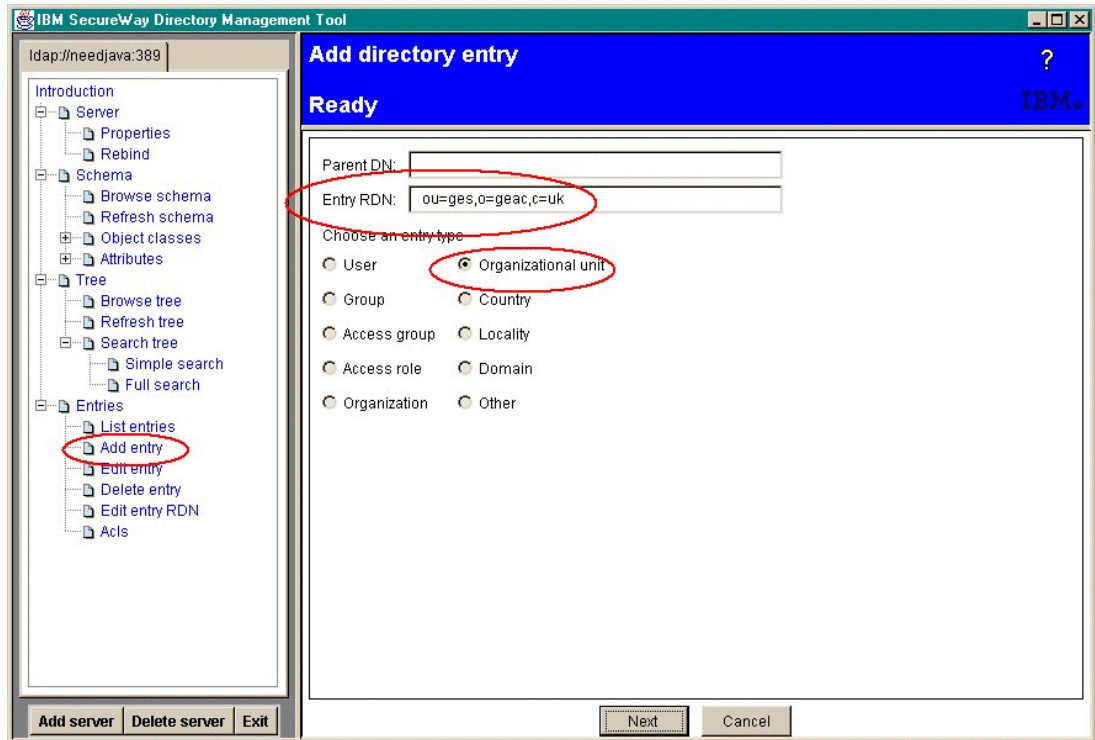 IBM SecureWay Directory Management Tool
ldap://needjava:389
Introduction
Server
Properties
Rebind
Schema
Browse schema
Refresh schema
Object classes
Attributes
Tree
Browse tree
Refresh tree
Search tree
Simple search
Full search
Entries
List entries
Add entry
Edit entry
Delete entry
Edit entry RDN
Acls
Add server Delete server Exit
Add directory entry
?
Ready
IBM®
Parent DN:
Entry RDN: ou=ges,o=geac,c=uk
Choose an entry type
User Organizational unit
Group Country
Access group Locality
Access role Domain
Organization Other
Next Cancel